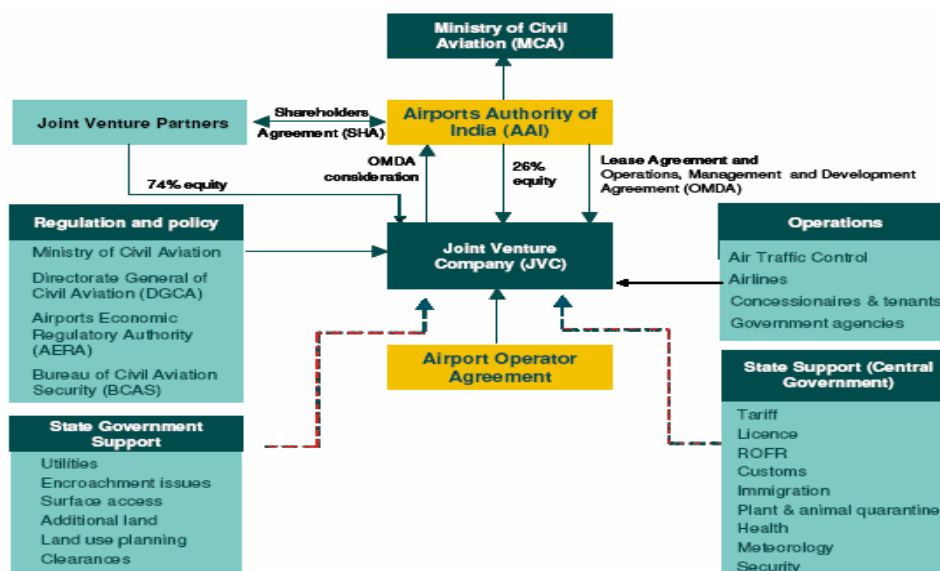 Ministry of Civil
Aviation (MCA)
Joint Venture Partners
Shareholders
Agreement (SHA)
Airports Authority of
India (AAI)
74% equity
OMDA
consideration
26%
equity
Lease Agreement and
Operations, Management and Development
Agreement (OMDA)
Regulation and policy
Ministry of Civil Aviation
Directorate General of
Civil Aviation (DGCA)
Airports Economic
Regulatory Authority
(AERA)
Bureau of Civil Aviation
Security (BCAS)
Joint Venture
Company (JVC)
Operations
Air Traffic Control
Airlines
Concessionaires & tenants
Government agencies
Airport Operator
Agreement
State Government
Support
Utilities
Encroachment issues
Surface access
Additional land
Land use planning
Clearances
State Support (Central
Government)
Tariff
Licence
ROFR
Customs
Immigration
Plant & animal quarantine
Health
Meteorology
Security